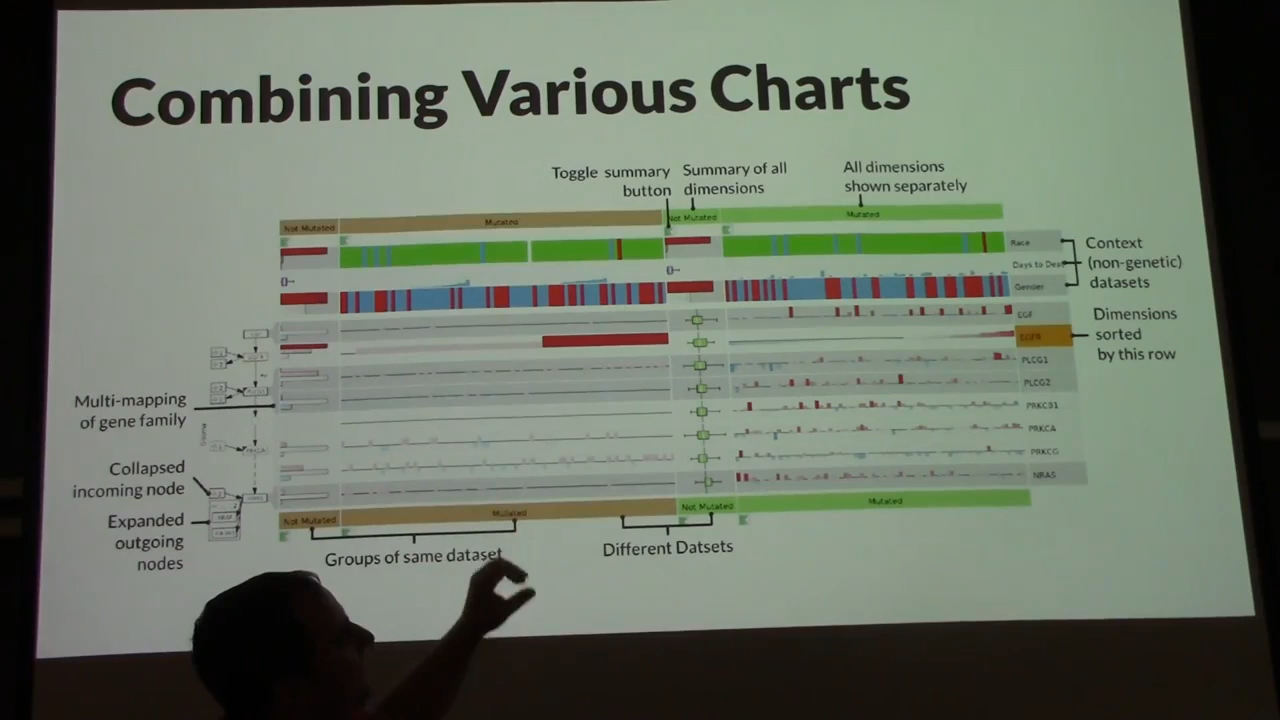 Combining Various Charts
Toggle summary
button
Summary of all
dimensions
All dimensions
shown separately
Not Mutated
Mutated
Not Mutated
Mutated
Race
Days to Dea
Gender
Context
(non-genetic)
datasets
EGF
EGFR
Dimensions
sorted
by this row
PLCG1
PLCG2
PRKCB1
PRKCA
PRKCG
NRAS
Multi-mapping
of gene family
Collapsed
incoming node
Expanded
outgoing
nodes
Not Mutated
Mutated
Not Mutated
Mutated
Groups of same dataset
Different Datsets